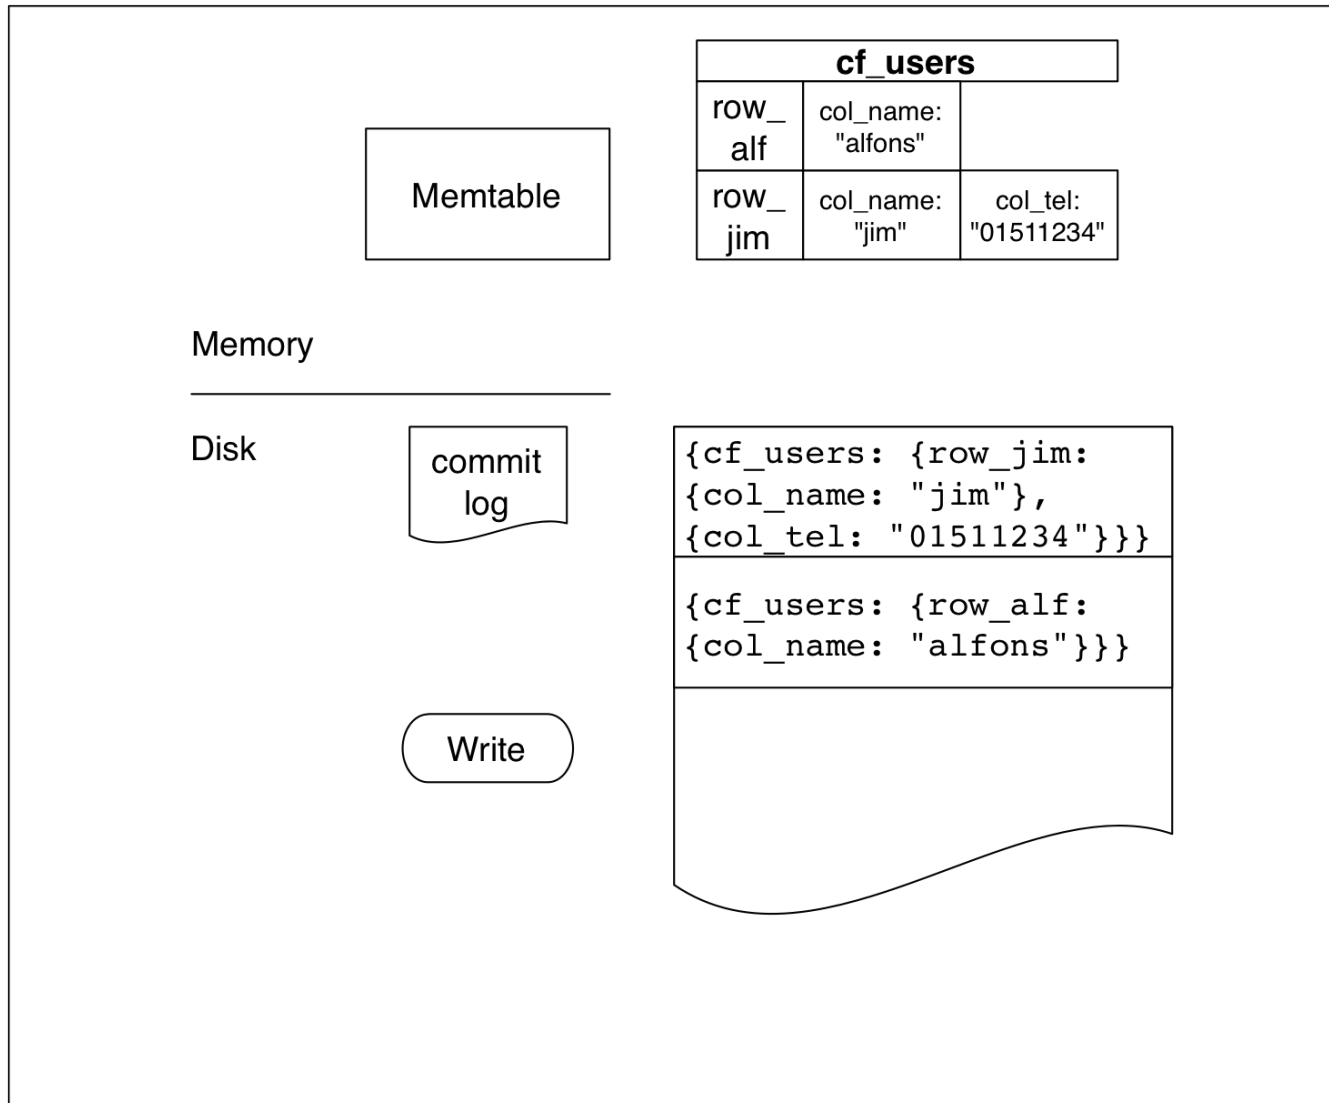 cf_users
row_
alf
col_name:
"alfons"
Memtable
row_
jim
col_name:
"jim"
col_tel:
"01511234"
Memory
Disk
commit
log
{cf_users: {row_jim:
{col_name: "jim"},
{col_tel: "01511234"}}}
{cf_users: {row_alf:
{col_name: "alfons"}}}
Write